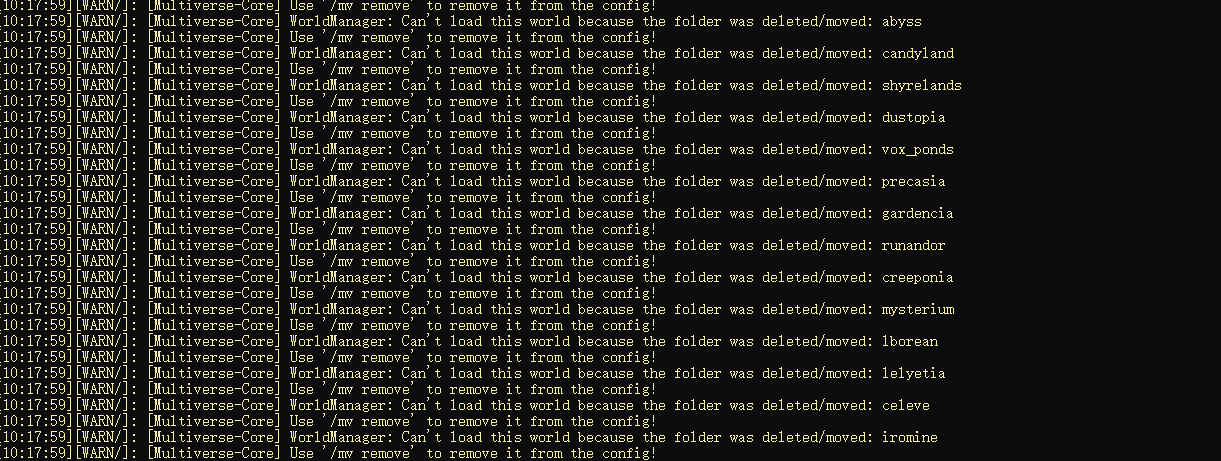 [10:17:59][WARN/]: [Multiverse-Core] Use '/mv remove' to remove it from the config!
[10:17:59][WARN/]: [Multiverse-Core] WorldManager: Can't load this world because the folder was deleted/moved: abyss
[10:17:59][WARN/]: [Multiverse-Core] Use '/mv remove' to remove it from the config!
[10:17:59][WARN/]: [Multiverse-Core] WorldManager: Can't load this world because the folder was deleted/moved: candyland
[10:17:59][WARN/]: [Multiverse-Core] Use '/mv remove' to remove it from the config!
[10:17:59][WARN/]: [Multiverse-Core] WorldManager: Can't load this world because the folder was deleted/moved: shyrelands
[10:17:59][WARN/]: [Multiverse-Core] Use '/mv remove' to remove it from the config!
[10:17:59][WARN/]: [Multiverse-Core] WorldManager: Can't load this world because the folder was deleted/moved: dustopia
[10:17:59][WARN/]: [Multiverse-Core] Use '/mv remove' to remove it from the config!
[10:17:59][WARN/]: [Multiverse-Core] WorldManager: Can't load this world because the folder was deleted/moved: vox_ponds
[10:17:59][WARN/]: [Multiverse-Core] Use '/mv remove' to remove it from the config!
[10:17:59][WARN/]: [Multiverse-Core] WorldManager: Can't load this world because the folder was deleted/moved: precasia
[10:17:59][WARN/]: [Multiverse-Core] Use '/mv remove' to remove it from the config!
[10:17:59][WARN/]: [Multiverse-Core] WorldManager: Can't load this world because the folder was deleted/moved: gardencia
[10:17:59][WARN/]: [Multiverse-Core] Use '/mv remove' to remove it from the config!
[10:17:59][WARN/]: [Multiverse-Core] WorldManager: Can't load this world because the folder was deleted/moved: runandor
[10:17:59][WARN/]: [Multiverse-Core] Use '/mv remove' to remove it from the config!
[10:17:59][WARN/]: [Multiverse-Core] WorldManager: Can't load this world because the folder was deleted/moved: creeponia
[10:17:59][WARN/]: [Multiverse-Core] Use '/mv remove' to remove it from the config!
[10:17:59][WARN/]: [Multiverse-Core] WorldManager: Can't load this world because the folder was deleted/moved: mysterium
[10:17:59][WARN/]: [Multiverse-Core] Use '/mv remove' to remove it from the config!
[10:17:59][WARN/]: [Multiverse-Core] WorldManager: Can't load this world because the folder was deleted/moved: lborean
[10:17:59][WARN/]: [Multiverse-Core] Use '/mv remove' to remove it from the config!
[10:17:59][WARN/]: [Multiverse-Core] WorldManager: Can't load this world because the folder was deleted/moved: lelyetia
[10:17:59][WARN/]: [Multiverse-Core] Use '/mv remove' to remove it from the config!
[10:17:59][WARN/]: [Multiverse-Core] WorldManager: Can't load this world because the folder was deleted/moved: celeve
[10:17:59][WARN/]: [Multiverse-Core] Use '/mv remove' to remove it from the config!
[10:17:59][WARN/]: [Multiverse-Core] WorldManager: Can't load this world because the folder was deleted/moved: iromine
[10:17:59][WARN/]: [Multiverse-Core] Use '/mv remove' to remove it from the config!